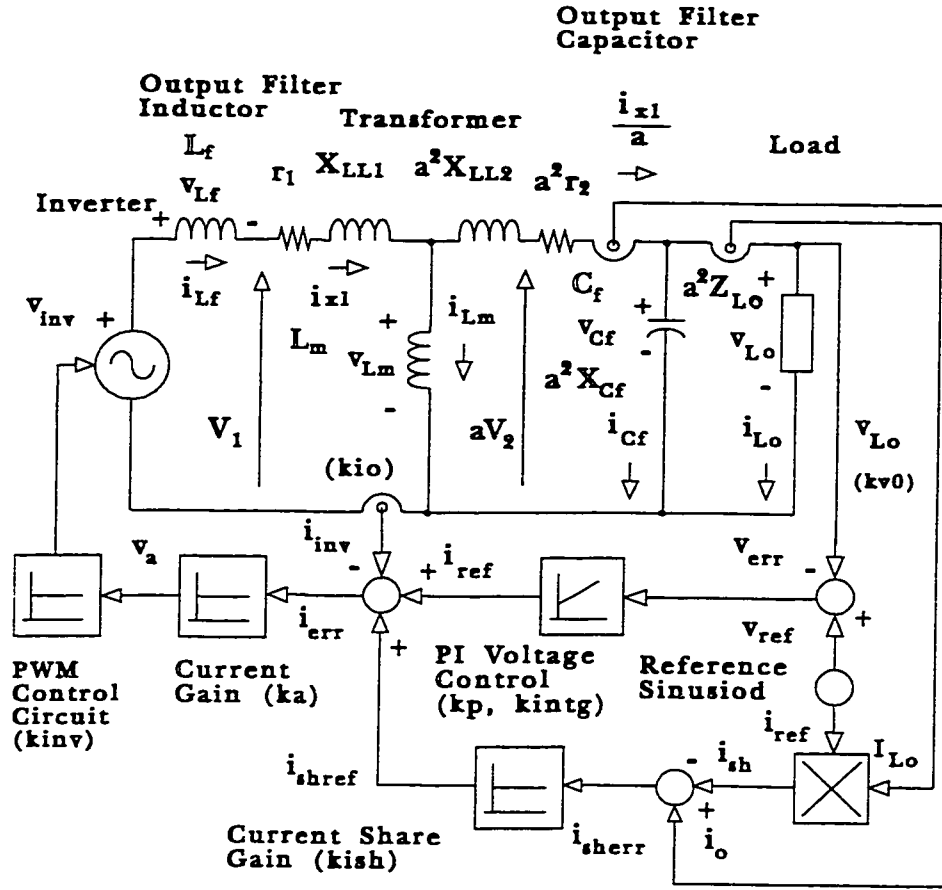 Output Filter
Capacitor
Output Filter
Inductor
Transformer
i_x1
a
Load
L_f
v_Lf
r_1
X_LL1
a²X_LL2
a²r_2
Inverter
+
-
i_Lf
i_x1
v_inv
+
L_m
+
v_Lm
-
i_Lm
C_f
+
v_Cf
-
a²X_Cf
a²Z_Lo
+
v_Lo
-
V_1
aV_2
i_Cf
i_Lo
v_Lo
(kv0)
(kio)
i_inv
v_a
-
+
i_ref
v_err
-
i_err
+
v_ref
+
PWM
Control
Circuit
(kinv)
Current
Gain (ka)
PI Voltage
Control
(kp, kintg)
Reference
Sinusiod
i_ref
I_Lo
i_shref
-
i_sh
+
i_o
i_sherr
Current Share
Gain (kish)